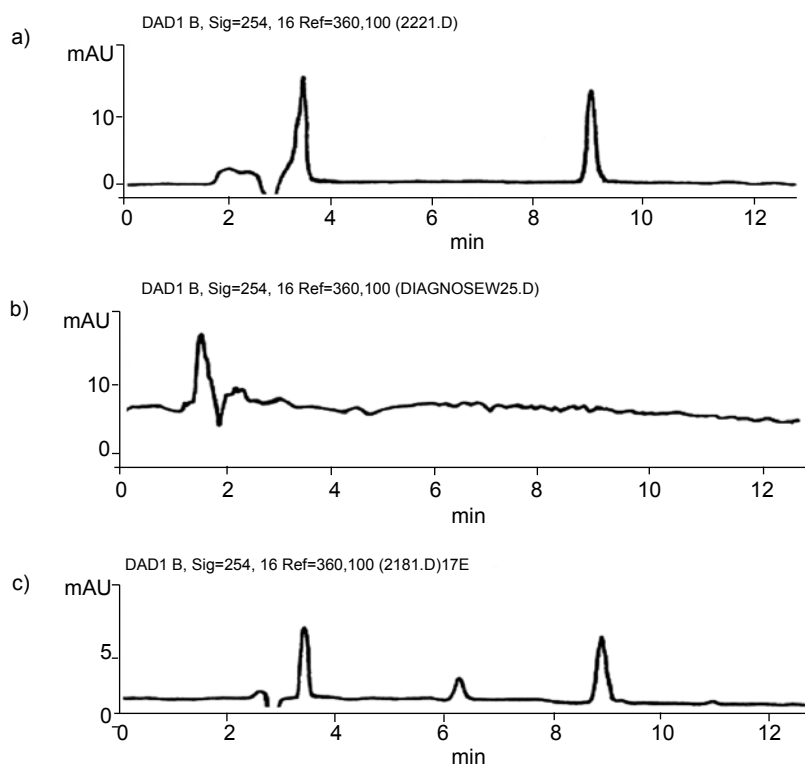 DAD1 B, Sig=254, 16 Ref=360,100 (2221.D)
a)
mAU
10
0
0 2 4 6 8 10 12
min
DAD1 B, Sig=254, 16 Ref=360,100 (DIAGNOSEW25.D)
b)
mAU
10
0
0 2 4 6 8 10 12
min
DAD1 B, Sig=254, 16 Ref=360,100 (2181.D)17E
c)
mAU
5
0
0 2 4 6 8 10 12
min